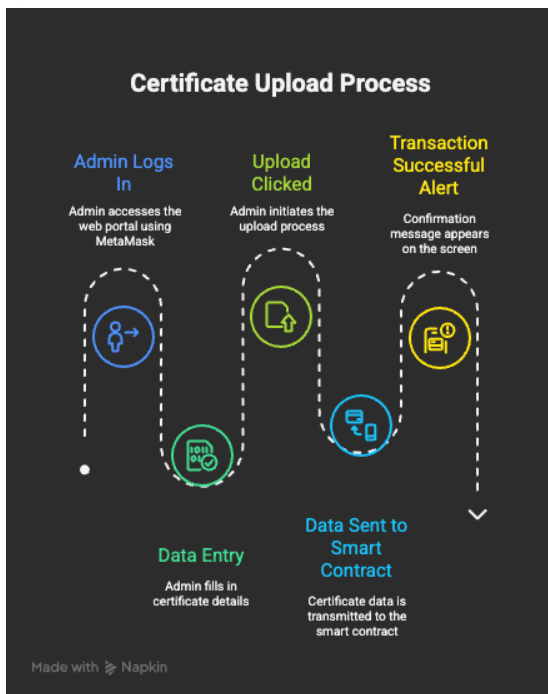 Certificate Upload Process
Admin Logs
In
Admin accesses the
web portal using
MetaMask
Upload
Clicked
Admin initiates the
upload process
Transaction
Successful
Alert
Confirmation
message appears
on the screen
Data Entry
Admin fills in
certificate details
Data Sent to
Smart
Contract
Certificate data is
transmitted to the
smart contract
Made with Napkin